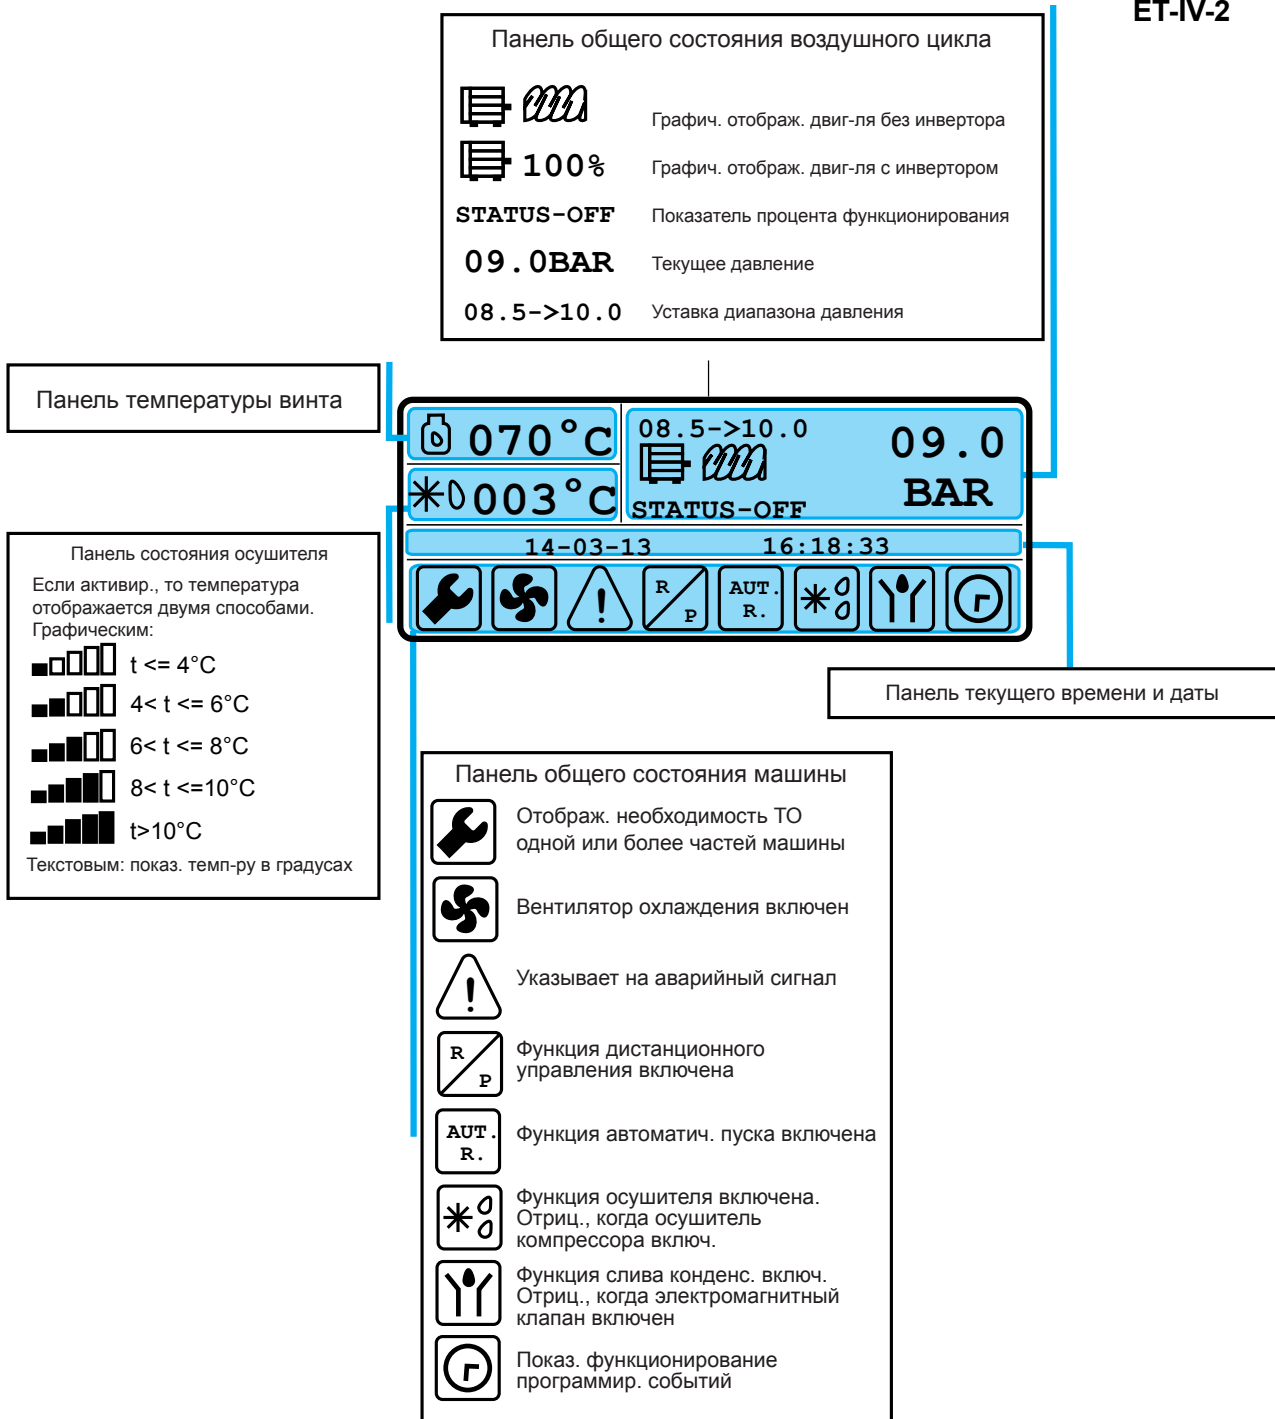 ET-IV-2
Панель общего состояния воздушного цикла
Графич. отображ. двиг-ля без инвертора
100% Графич. отображ. двиг-ля с инвертором
STATUS-OFF Показатель процента функционирования
09.0BAR Текущее давление
08.5->10.0 Уставка диапазона давления
Панель температуры винта
070°C
003°C
08.5->10.0
STATUS-OFF
09.0
BAR
14-03-13 16:18:33
R
P
AUT.
R.
Панель состояния осушителя
Если активир., то температура
отображается двумя способами.
Графическим:
t <= 4°C
4< t <= 6°C
6< t <= 8°C
8< t <=10°C
t>10°C
Текстовым: показ. темп-ру в градусах
Панель текущего времени и даты
Панель общего состояния машины
Отображ. необходимость ТО
одной или более частей машины
Вентилятор охлаждения включен
Указывает на аварийный сигнал
R
P
Функция дистанционного
управления включена
AUT.
R.
Функция автоматич. пуска включена
Функция осушителя включена.
Отриц., когда осушитель
компрессора включ.
Функция слива конденс. включ.
Отриц., когда электромагнитный
клапан включен
Показ. функционирование
программир. событий